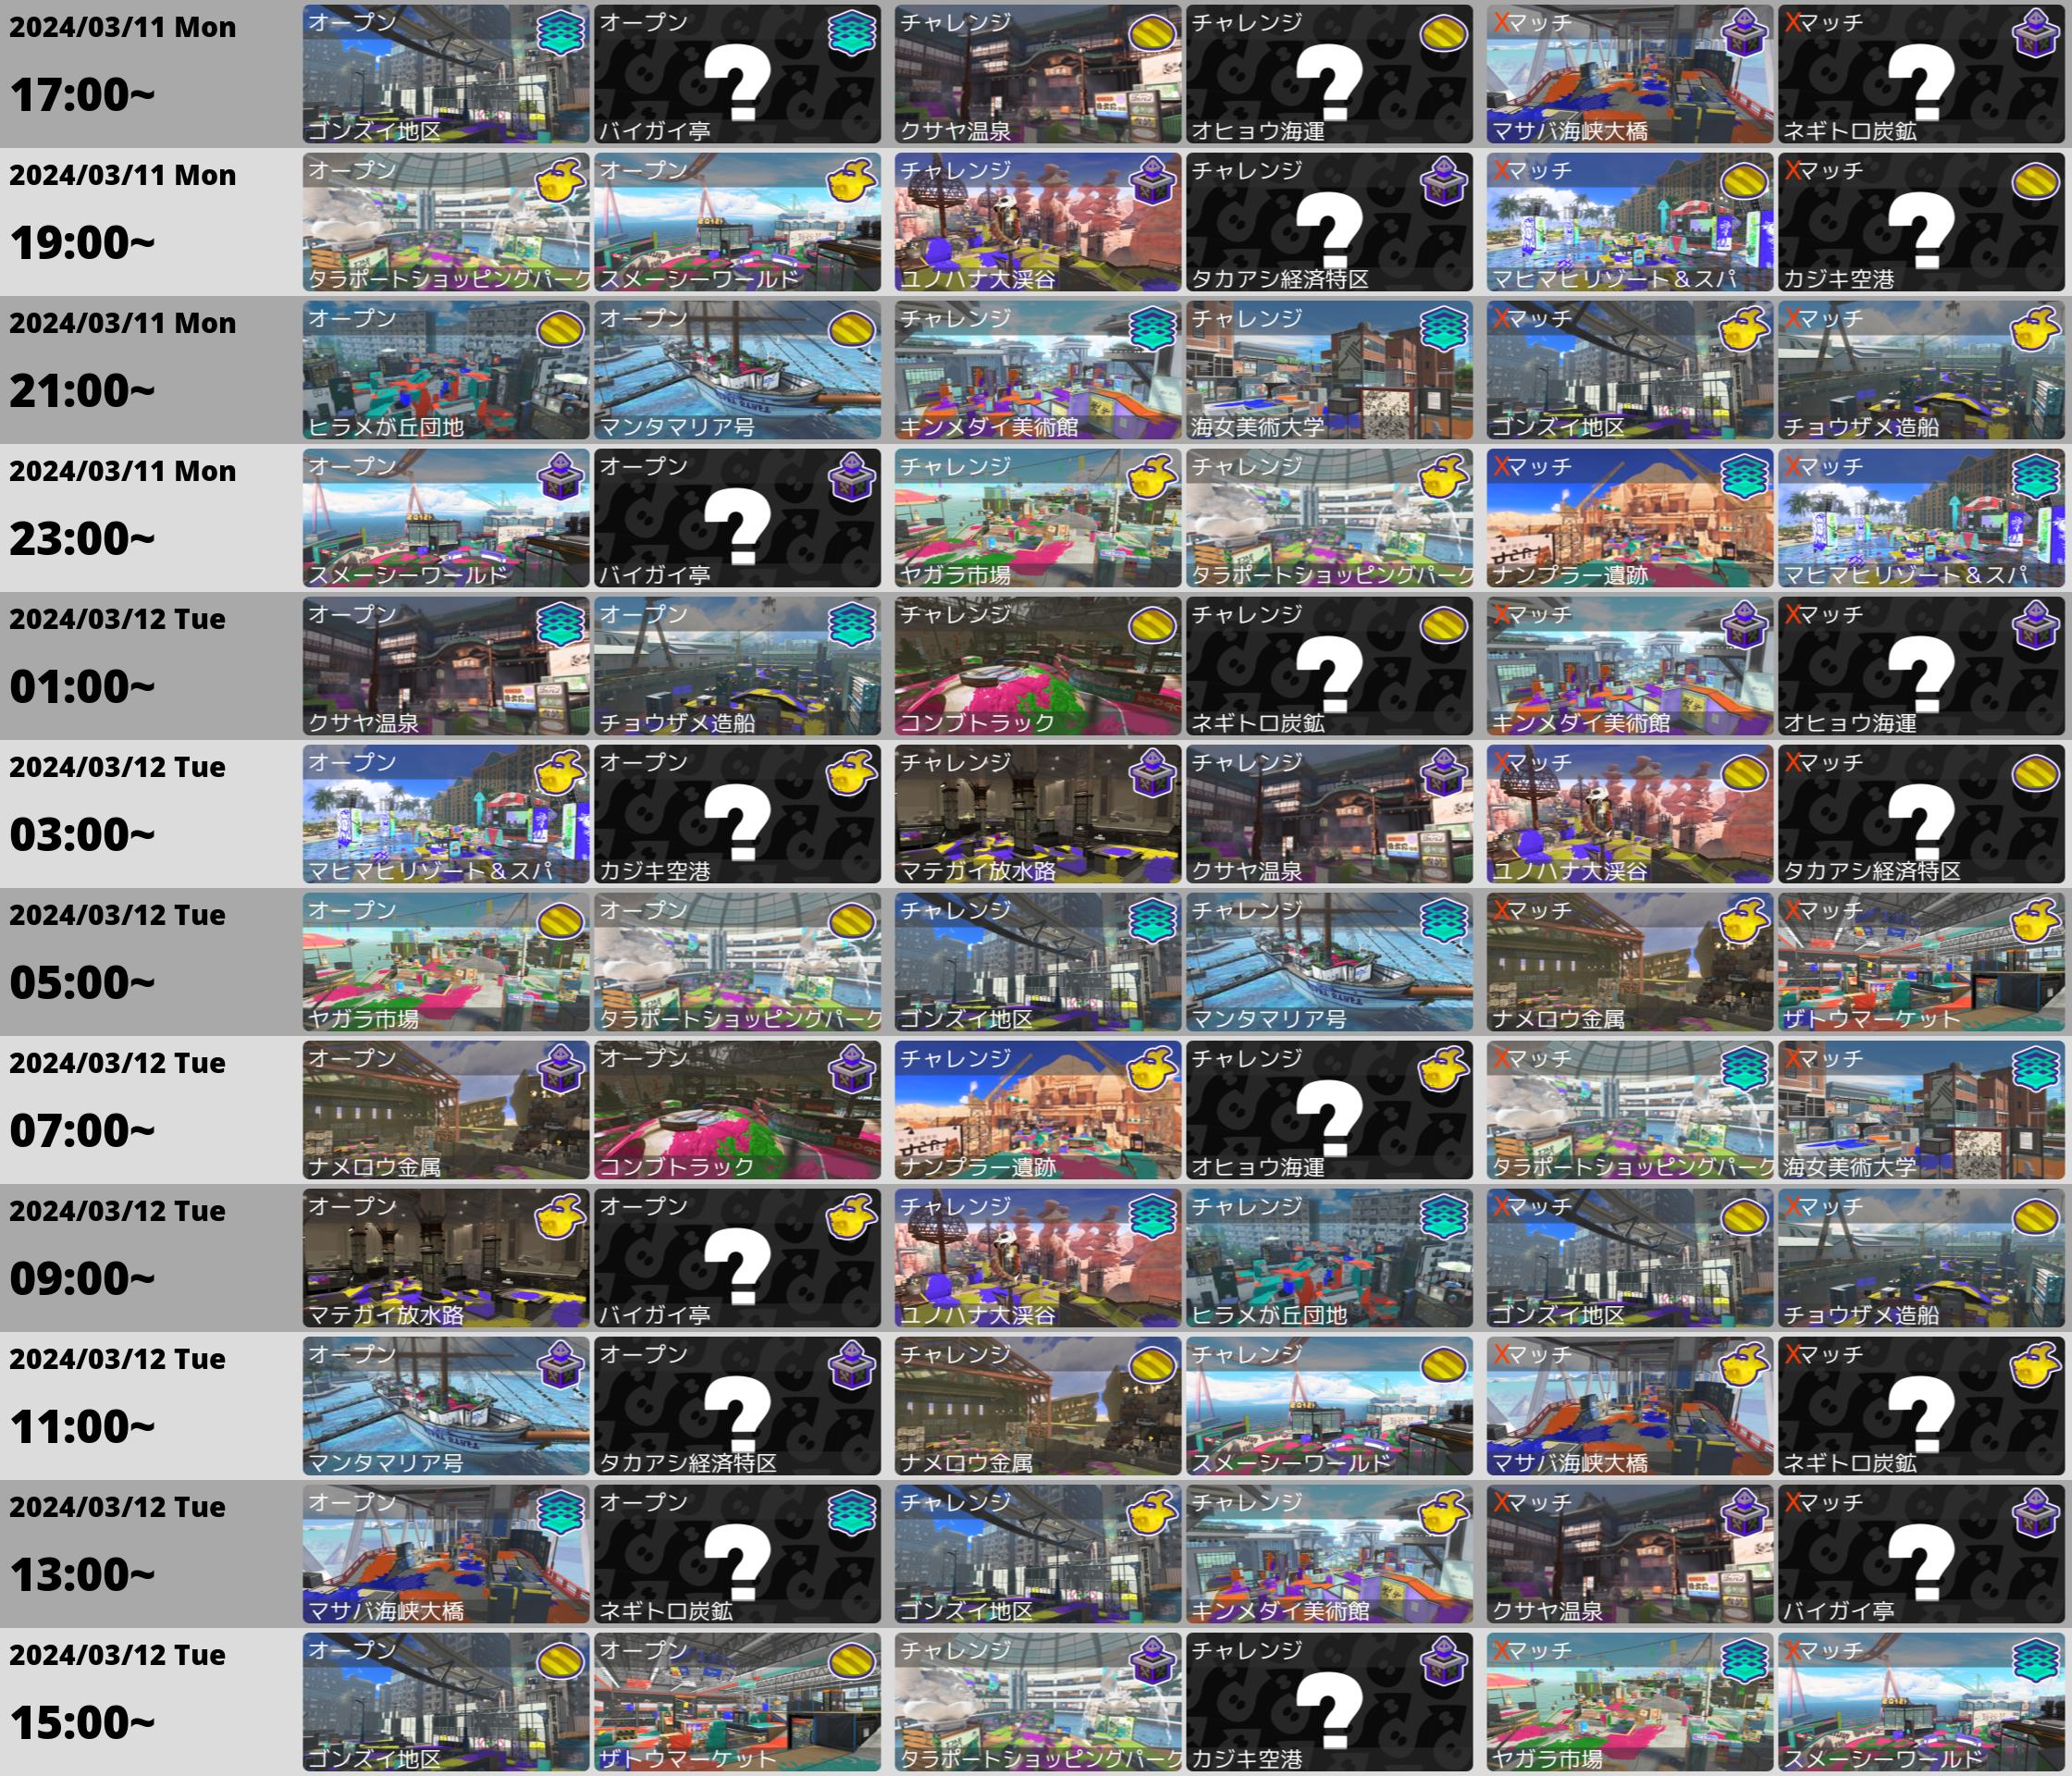 2024/03/11 Mon
17:00~
オープン
ゴンズイ地区
オープン
バイガイ亭
チャレンジ
クサヤ温泉
チャレンジ
オヒョウ海運
Xマッチ
マサバ海峡大橋
Xマッチ
ネギトロ炭鉱
2024/03/11 Mon
19:00~
オープン
タラポートショッピングパーク
オープン
スメーシーワールド
チャレンジ
ユノハナ大渓谷
チャレンジ
タカアシ経済特区
Xマッチ
マヒマヒリゾート&スパ
Xマッチ
カジキ空港
2024/03/11 Mon
21:00~
オープン
ヒラメが丘団地
オープン
マンタマリア号
チャレンジ
キンメダイ美術館
チャレンジ
海女美術大学
Xマッチ
ゴンズイ地区
Xマッチ
チョウザメ造船
2024/03/11 Mon
23:00~
オープン
スメーシーワールド
オープン
バイガイ亭
チャレンジ
ヤガラ市場
チャレンジ
タラポートショッピングパーク
Xマッチ
ナンプラー遺跡
Xマッチ
マヒマヒリゾート&スパ
2024/03/12 Tue
01:00~
オープン
クサヤ温泉
オープン
チョウザメ造船
チャレンジ
コンブトラック
チャレンジ
ネギトロ炭鉱
Xマッチ
キンメダイ美術館
Xマッチ
オヒョウ海運
2024/03/12 Tue
03:00~
オープン
マヒマヒリゾート&スパ
オープン
カジキ空港
チャレンジ
マテガイ放水路
チャレンジ
クサヤ温泉
Xマッチ
ユノハナ大渓谷
Xマッチ
タカアシ経済特区
2024/03/12 Tue
05:00~
オープン
ヤガラ市場
オープン
タラポートショッピングパーク
チャレンジ
ゴンズイ地区
チャレンジ
マンタマリア号
Xマッチ
ナメロウ金属
Xマッチ
ザトウマーケット
2024/03/12 Tue
07:00~
オープン
ナメロウ金属
オープン
コンブトラック
チャレンジ
ナンプラー遺跡
チャレンジ
オヒョウ海運
Xマッチ
タラポートショッピングパーク
Xマッチ
海女美術大学
2024/03/12 Tue
09:00~
オープン
マテガイ放水路
オープン
バイガイ亭
チャレンジ
ユノハナ大渓谷
チャレンジ
ヒラメが丘団地
Xマッチ
ゴンズイ地区
Xマッチ
チョウザメ造船
2024/03/12 Tue
11:00~
オープン
マンタマリア号
オープン
タカアシ経済特区
チャレンジ
ナメロウ金属
チャレンジ
スメーシーワールド
Xマッチ
マサバ海峡大橋
Xマッチ
ネギトロ炭鉱
2024/03/12 Tue
13:00~
オープン
マサバ海峡大橋
オープン
ネギトロ炭鉱
チャレンジ
ゴンズイ地区
チャレンジ
キンメダイ美術館
Xマッチ
クサヤ温泉
Xマッチ
バイガイ亭
2024/03/12 Tue
15:00~
オープン
ゴンズイ地区
オープン
ザトウマーケット
チャレンジ
タラポートショッピングパーク
チャレンジ
カジキ空港
Xマッチ
ヤガラ市場
Xマッチ
スメーシーワールド